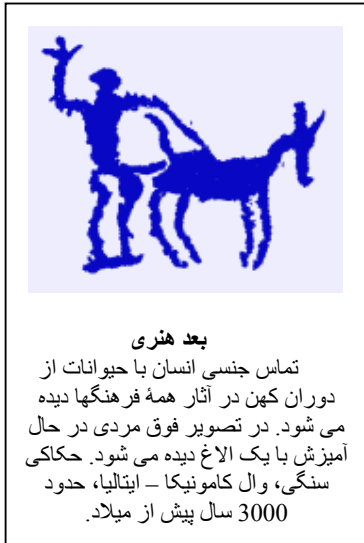 بعد هنری
تماس جنسی انسان با حیوانات از
دوران کهن در آثار همهٔ فرهنگها دیده
می شود. در تصویر فوق مردی در حال
آمیزش با یک الاغ دیده می شود. حکاکی
سنگی، وال کامونیکا – ایتالیا، حدود
3000 سال پیش از میلاد.